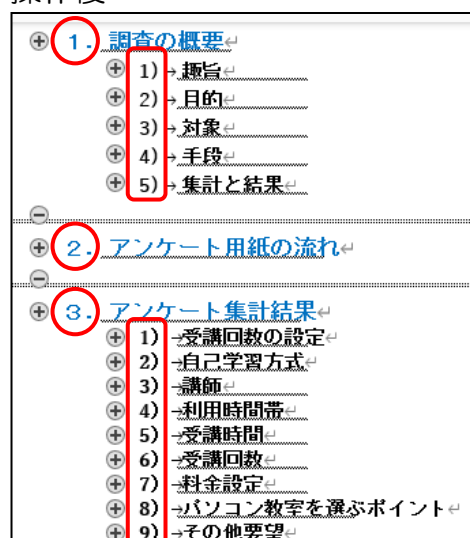 操作後
１．調査の概要
1) 趣旨
2) 目的
3) 対象
4) 手段
5) 集計と結果
２．アンケート用紙の流れ
３．アンケート集計結果
1) 受講回数の設定
2) 自己学習方式
3) 講師
4) 利用時間帯
5) 受講時間
6) 受講回数
7) 料金設定
8) パソコン教室を選ぶポイント
9) その他要望